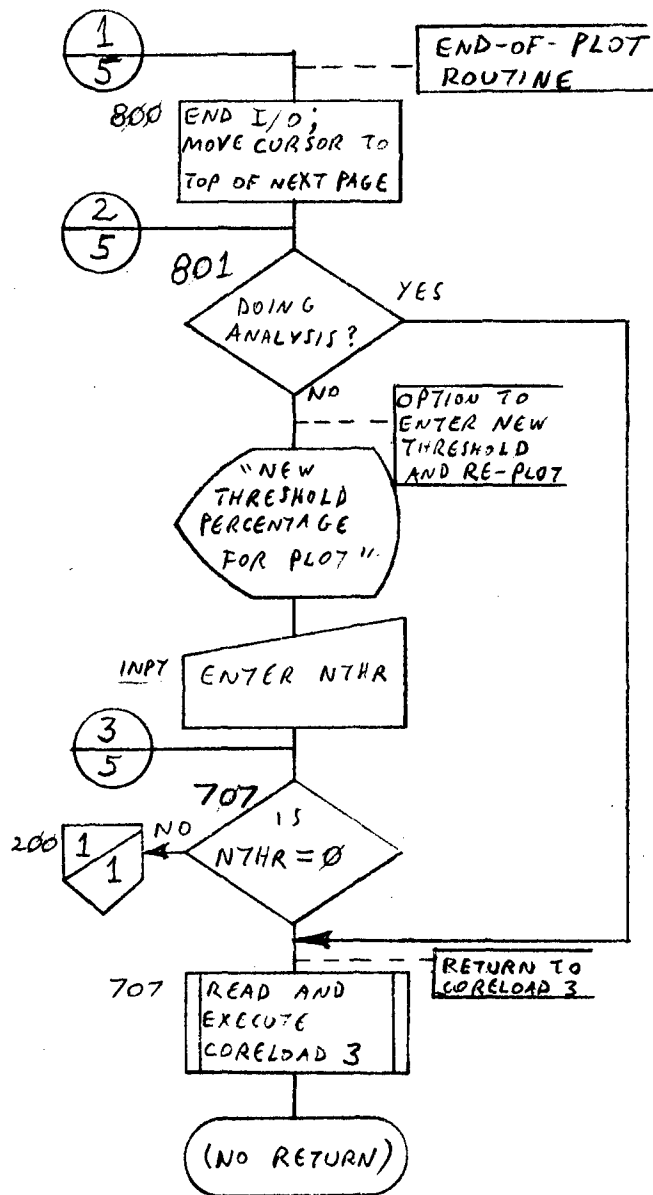 1
5
END-OF-PLOT
ROUTINE
800
END I/O;
MOVE CURSOR TO
TOP OF NEXT PAGE
2
5
801
DOING
ANALYSIS?
YES
NO
OPTION TO
ENTER NEW
THRESHOLD
AND RE-PLOT
"NEW
THRESHOLD
PERCENTAGE
FOR PLOT"
INPT
ENTER NTHR
3
5
707
IS
NTHR = 0
NO
200
1
1
RETURN TO
CORELOAD 3
707
READ AND
EXECUTE
CORELOAD 3
(NO RETURN)